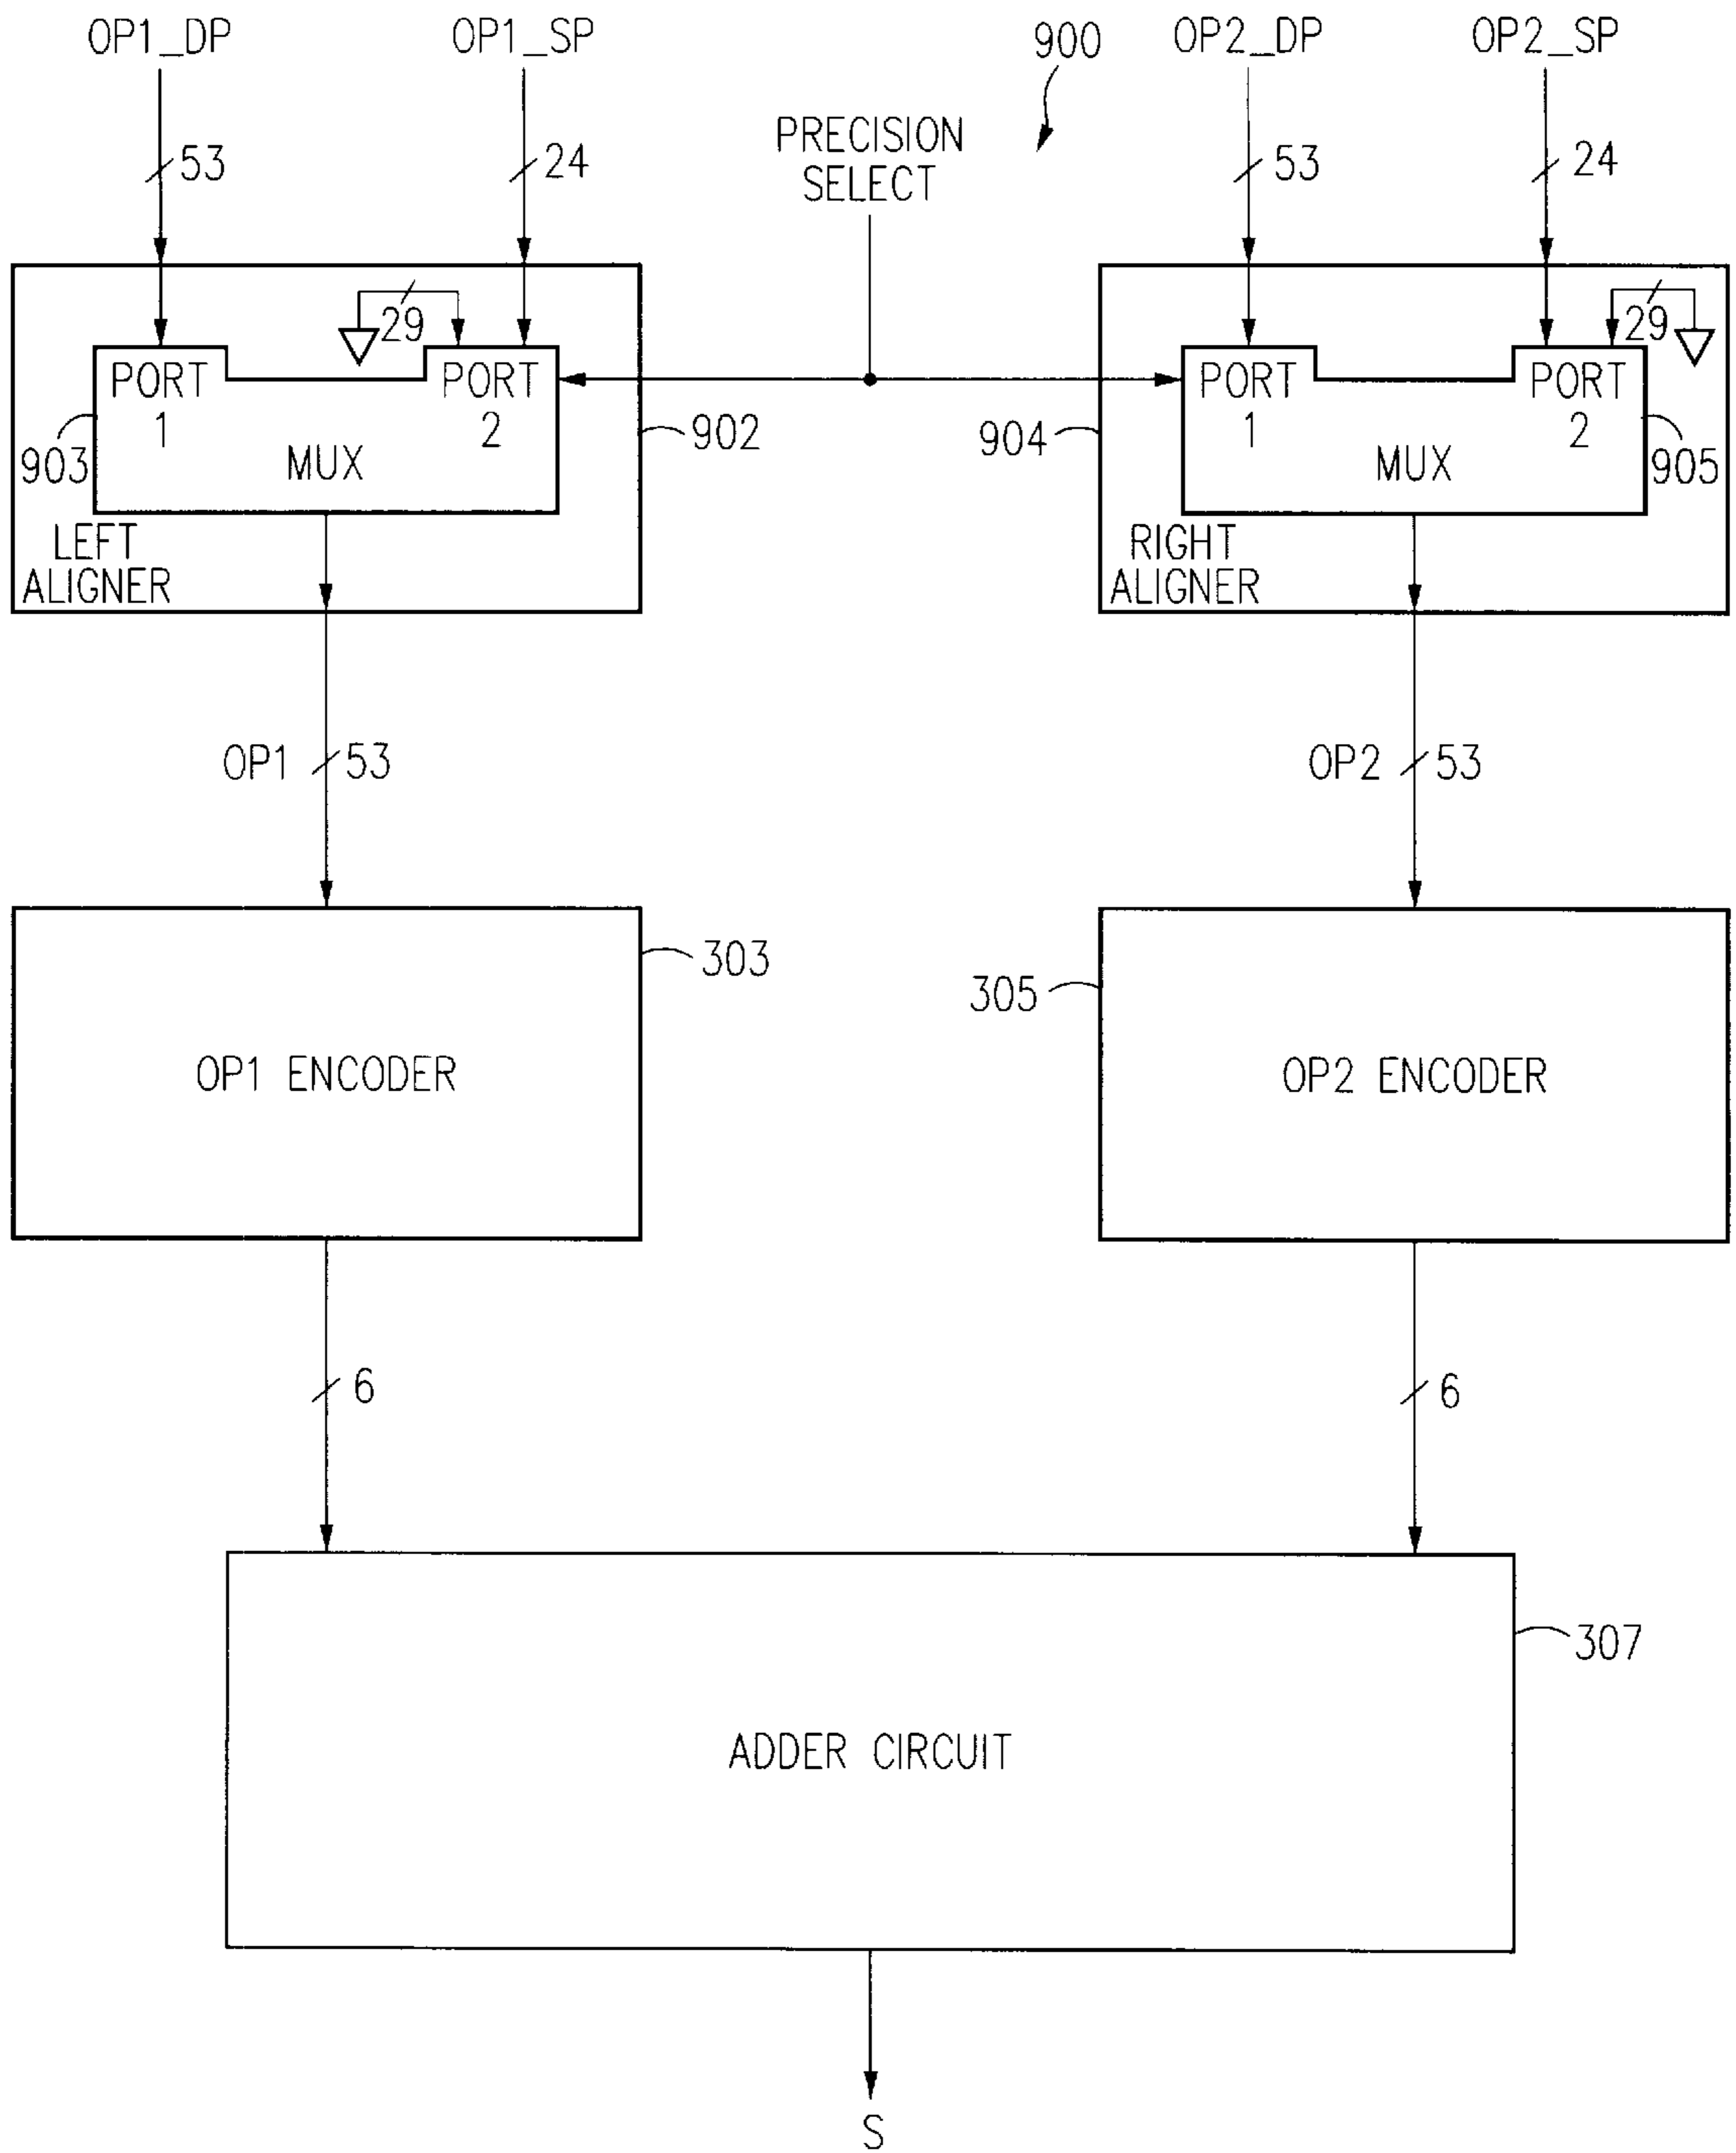 OP1_DP
OP1_SP
900
OP2_DP
OP2_SP
53
24
PRECISION
SELECT
53
24
29
29
PORT
1
PORT
2
PORT
1
PORT
2
903
MUX
902
904
MUX
905
LEFT
ALIGNER
RIGHT
ALIGNER
OP1
53
OP2
53
303
305
OP1 ENCODER
OP2 ENCODER
6
6
307
ADDER CIRCUIT
S